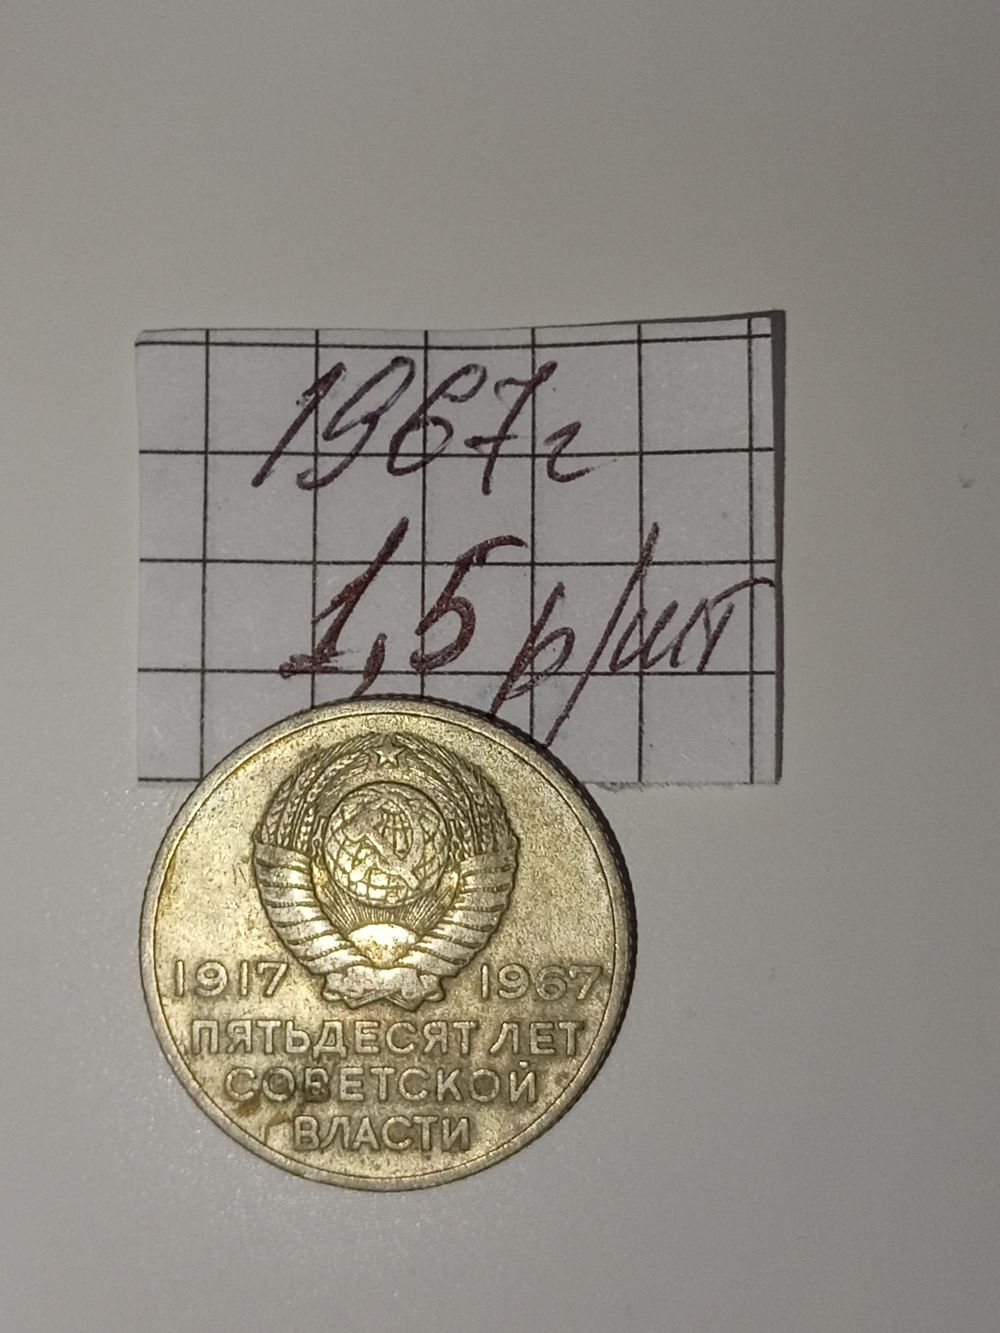 1967г
1,5 р/шт
1917 1967
ПЯТЬДЕСЯТ ЛЕТ
СОВЕТСКОЙ
ВЛАСТИ